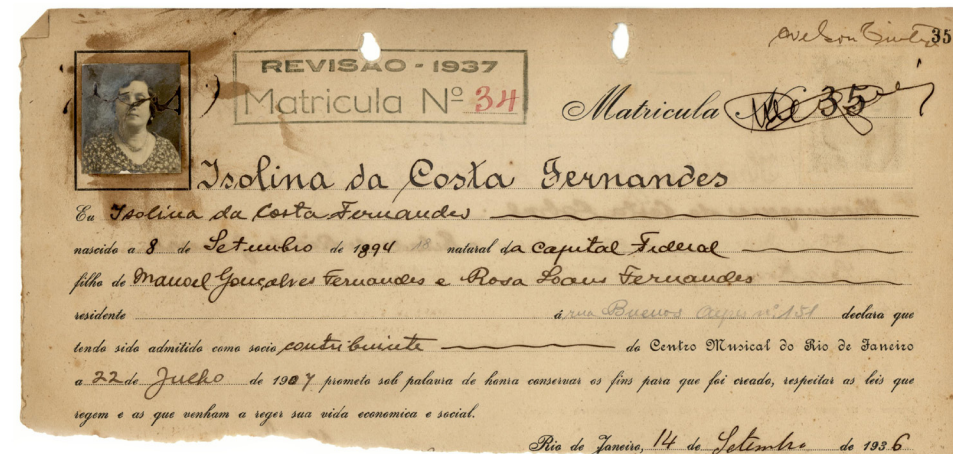 35
REVISÃO - 1937
Matricula Nº 34
Matricula 35
Isolina da Costa Fernandes
Eu Isolina da Costa Fernandes
nascido a 8 de Setembro de 1894 natural da Capital Federal
filho de Manoel Gonçalves Fernandes e Rosa Soares Fernandes
residente á rua Buenos Ayres nº 151 declara que
tendo sido admitido como socio contribuinte do Centro Musical do Rio de Janeiro
a 22 de Julho de 1907 prometo sob palavra de honra conservar os fins para que foi creado, respeitar as leis que
regem e as que venham a reger sua vida economica e social.
Rio de Janeiro, 14 de Setembro de 1936